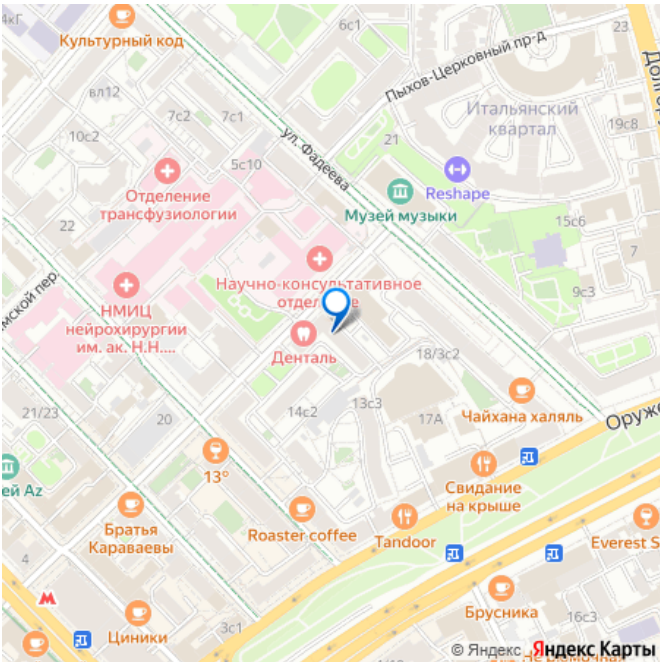 6с1
23
Культурный код
Пыхов-Церковный пр-д
вл12
Итальянский
квартал
7с2
7с1
10с2
19с8
ул. Фадеева
21
5с10
Отделение
трансфузиологии
Reshape
Музей музыки
22
15с6
7
Научно-консультативное
9с3
НМИЦ
нейрохирургии
им. ак. Н.Н....
Денталь
18/3с2
21/23
14с2
13с3
17А
Чайхана халяль
20
13°
Свидание
на крыше
Братья
Караваевы
Roaster coffee
Tandoor
4
Циники
3с1
Брусника
16с3
© Яндекс
Яндекс Карты